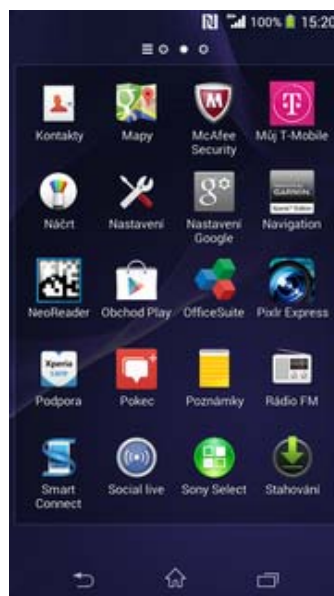 100% 15:20
Kontakty Mapy McAfee Security Můj T-Mobile
Náčrt Nastavení Nastavení Google Navigation
NeoReader Obchod Play OfficeSuite Pixlr Express
Podpora Pokec Poznámky Rádio FM
Smart Connect Social live Sony Select Stahování